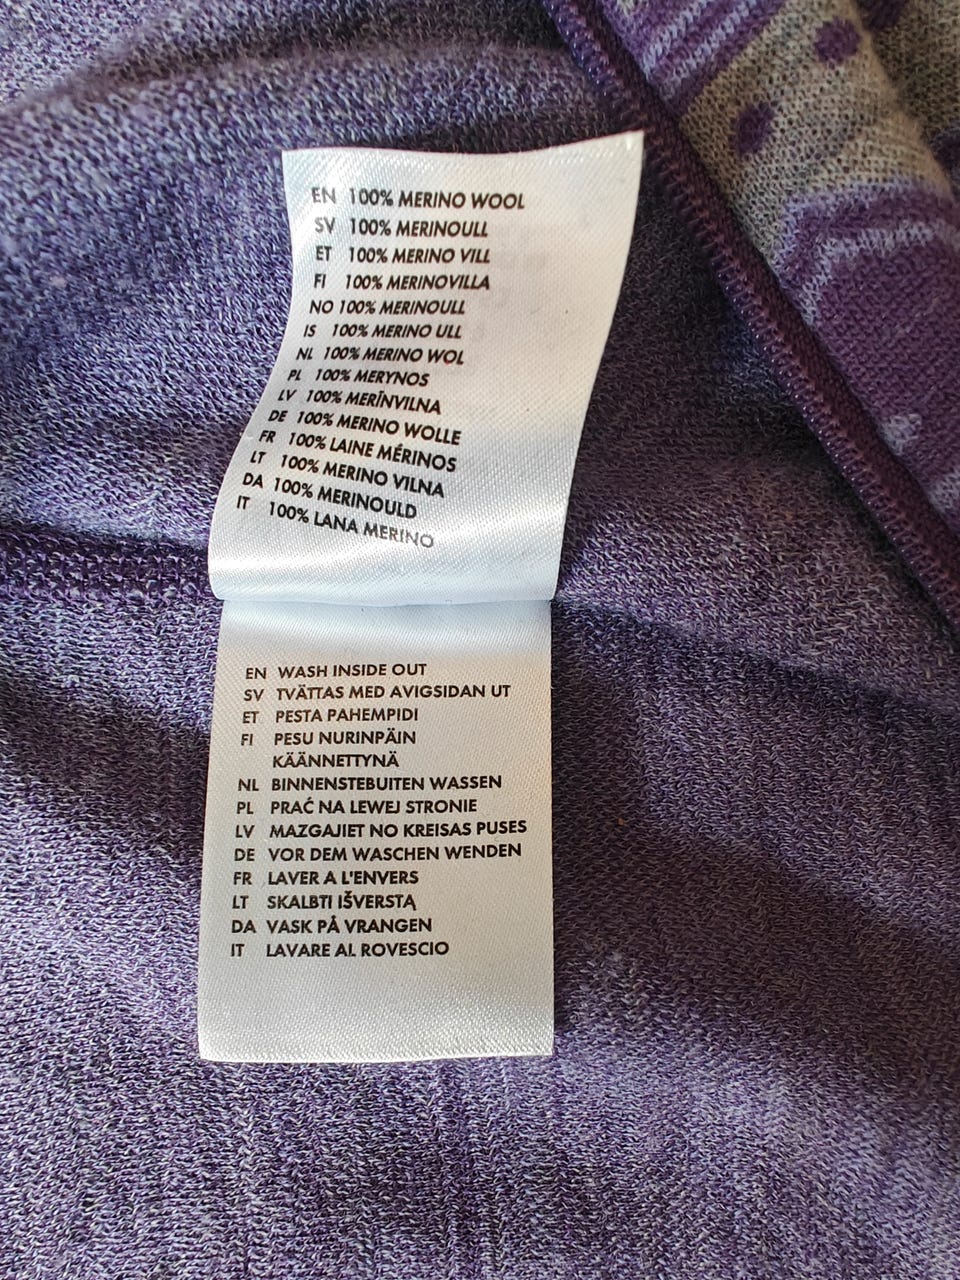 EN 100% MERINO WOOL
SV 100% MERINOULL
ET 100% MERINO VILL
FI 100% MERINOVILLA
NO 100% MERINOULL
IS 100% MERINO ULL
NL 100% MERINO WOL
PL 100% MERYNOS
LV 100% MERĪNVILNA
DE 100% MERINO WOLLE
FR 100% LAINE MÉRINOS
LT 100% MERINO VILNA
DA 100% MERINOULD
IT 100% LANA MERINO
EN WASH INSIDE OUT
SV TVÄTTAS MED AVIGSIDAN UT
ET PESTA PAHEMPIDI
FI PESU NURINPÄIN
KÄÄNNETTYNÄ
NL BINNENSTEBUITEN WASSEN
PL PRAĆ NA LEWEJ STRONIE
LV MAZGAJIET NO KREISAS PUSES
DE VOR DEM WASCHEN WENDEN
FR LAVER A L'ENVERS
LT SKALBTI IŠVERSTĄ
DA VASK PÅ VRANGEN
IT LAVARE AL ROVESCIO